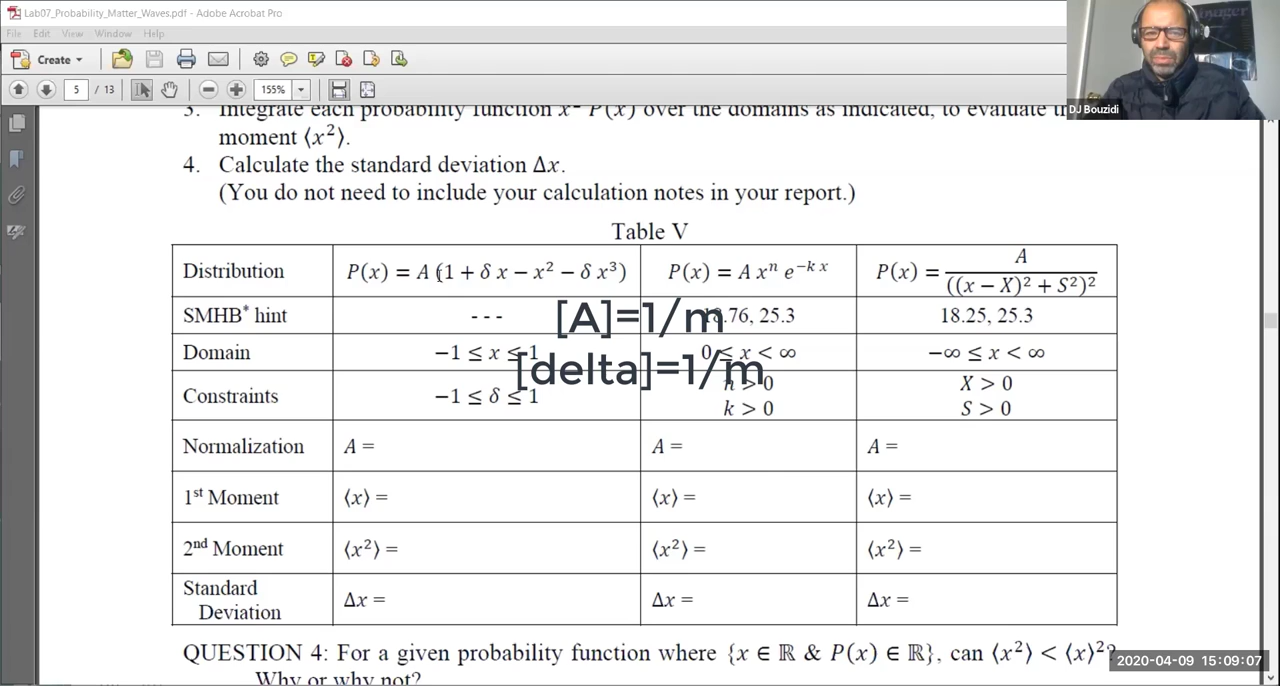 Lab07_Probability_Matter_Waves.pdf - Adobe Acrobat Pro
File Edit View Window Help
Create
5 / 13 155%
DJ Bouzidi
3. Integrate each probability function x² P(x) over the domains as indicated, to evaluate
moment ⟨x²⟩.
4. Calculate the standard deviation Δx.
(You do not need to include your calculation notes in your report.)
Table V
Distribution P(x) = A (1 + δ x − x² − δ x³) P(x) = A xⁿ e^{−k x} P(x) = A / ((x − X)² + S²)²
SMHB* hint - - - 18.76, 25.3 18.25, 25.3
[A]=1/m
Domain −1 ≤ x ≤ 1 0 ≤ x < ∞ −∞ ≤ x < ∞
[delta]=1/m
Constraints −1 ≤ δ ≤ 1 n > 0 X > 0
k > 0 S > 0
Normalization A = A = A =
1st Moment ⟨x⟩ = ⟨x⟩ = ⟨x⟩ =
2nd Moment ⟨x²⟩ = ⟨x²⟩ = ⟨x²⟩ =
Standard
Deviation Δx = Δx = Δx =
QUESTION 4: For a given probability function where {x ∈ ℝ & P(x) ∈ ℝ}, can ⟨x²⟩ < ⟨x⟩²?
Why or why not?
2020-04-09 15:09:07